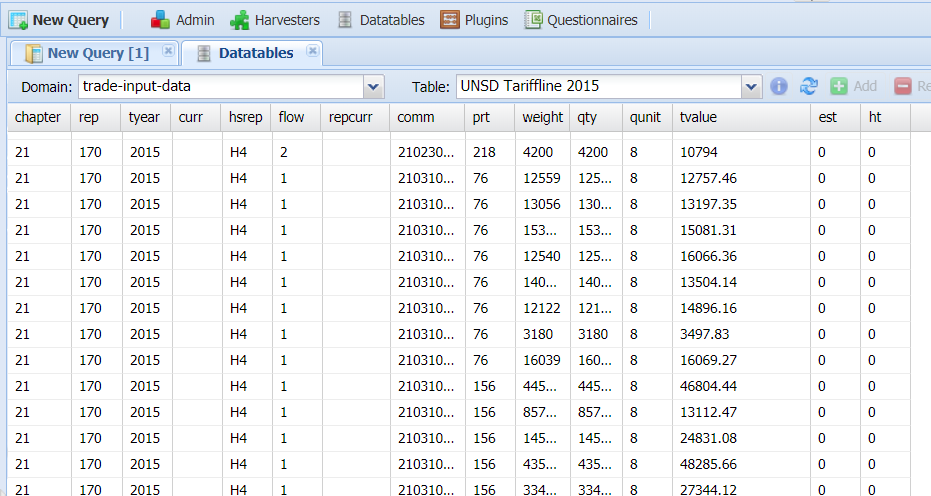 New Query Admin Harvesters Datatables Plugins Questionnaires
New Query [1] Datatables
Domain: trade-input-data Table: UNSD Tariffline 2015 Add Re
chapter rep tyear curr hsrep flow repcurr comm prt weight qty qunit tvalue est ht
21 170 2015 H4 2 210230... 218 4200 4200 8 10794 0 0
21 170 2015 H4 1 210310... 76 12559 125... 8 12757.46 0 0
21 170 2015 H4 1 210310... 76 13056 130... 8 13197.35 0 0
21 170 2015 H4 1 210310... 76 153... 153... 8 15081.31 0 0
21 170 2015 H4 1 210310... 76 12540 125... 8 16066.36 0 0
21 170 2015 H4 1 210310... 76 140... 140... 8 13504.14 0 0
21 170 2015 H4 1 210310... 76 12122 121... 8 14896.16 0 0
21 170 2015 H4 1 210310... 76 3180 3180 8 3497.83 0 0
21 170 2015 H4 1 210310... 76 16039 160... 8 16069.27 0 0
21 170 2015 H4 1 210310... 156 445... 445... 8 46804.44 0 0
21 170 2015 H4 1 210310... 156 857... 857... 8 13112.47 0 0
21 170 2015 H4 1 210310... 156 145... 145... 8 24831.08 0 0
21 170 2015 H4 1 210310... 156 435... 435... 8 48285.66 0 0
21 170 2015 H4 1 210310... 156 334... 334... 8 27344.12 0 0